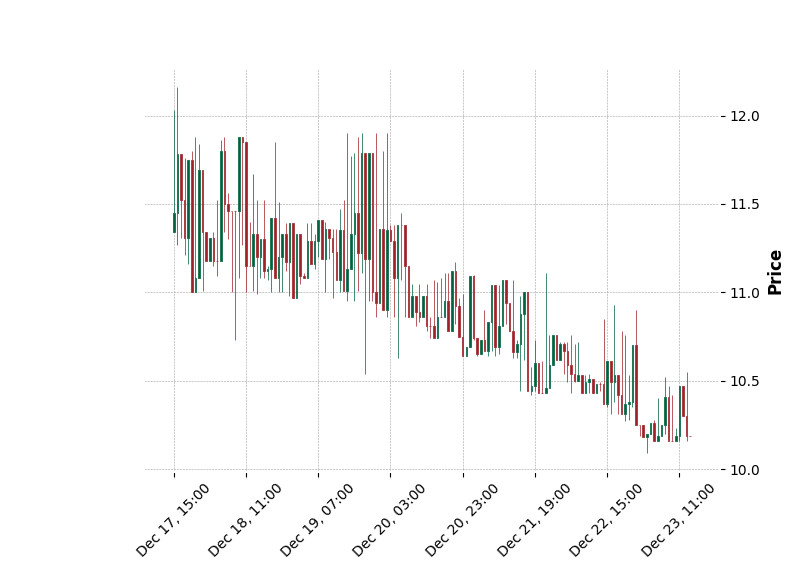 12.0
11.5
11.0
10.5
10.0
Price
Dec 17, 15:00
Dec 18, 11:00
Dec 19, 07:00
Dec 20, 03:00
Dec 20, 23:00
Dec 21, 19:00
Dec 22, 15:00
Dec 23, 11:00